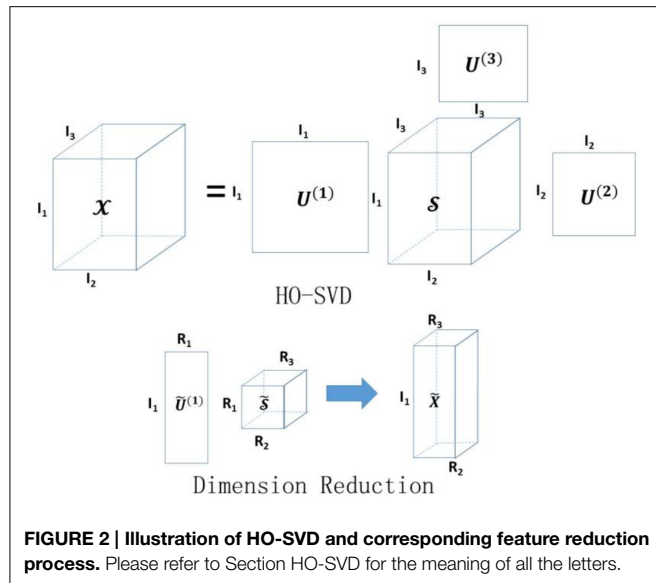 I₃
U⁽³⁾
I₃
I₃
I₁
𝒳
I₂
=
I₁
I₁
U⁽¹⁾
I₃
I₁
𝒮
I₂
I₂
I₂
U⁽²⁾
HO-SVD
R₁
I₁
Ũ⁽¹⁾
R₃
R₁
𝒮̃
R₂
R₃
I₁
X̃
R₂
Dimension Reduction
FIGURE 2 | Illustration of HO-SVD and corresponding feature reduction
process. Please refer to Section HO-SVD for the meaning of all the letters.